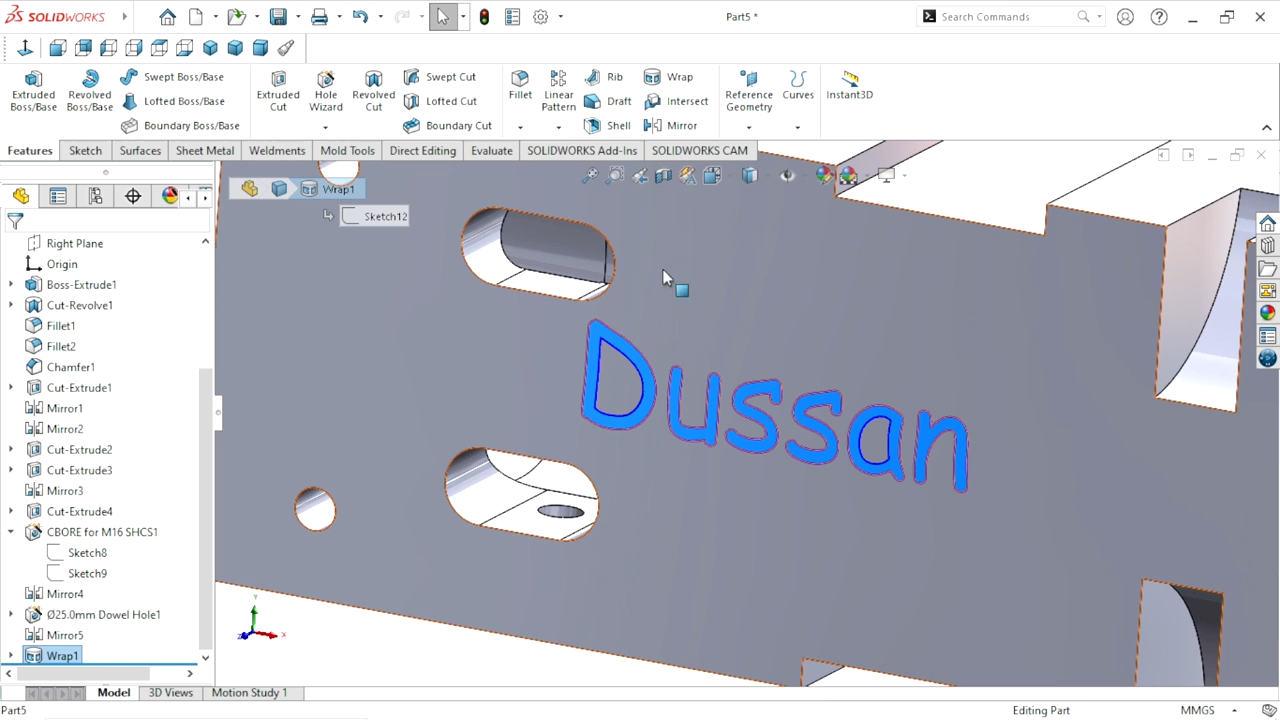 SOLIDWORKS
Part5 *
Search Commands
Extruded Boss/Base
Revolved Boss/Base
Swept Boss/Base
Lofted Boss/Base
Boundary Boss/Base
Extruded Cut
Hole Wizard
Revolved Cut
Swept Cut
Lofted Cut
Boundary Cut
Fillet
Linear Pattern
Rib
Draft
Shell
Wrap
Intersect
Mirror
Reference Geometry
Curves
Instant3D
Features
Sketch
Surfaces
Sheet Metal
Weldments
Mold Tools
Direct Editing
Evaluate
SOLIDWORKS Add-Ins
SOLIDWORKS CAM
Wrap1
Sketch12
Right Plane
Origin
Boss-Extrude1
Cut-Revolve1
Fillet1
Fillet2
Chamfer1
Cut-Extrude1
Mirror1
Mirror2
Cut-Extrude2
Cut-Extrude3
Mirror3
Cut-Extrude4
CBORE for M16 SHCS1
Sketch8
Sketch9
Mirror4
Ø25.0mm Dowel Hole1
Mirror5
Wrap1
Dussan
Y
X
Z
Model
3D Views
Motion Study 1
Part5
Editing Part
MMGS